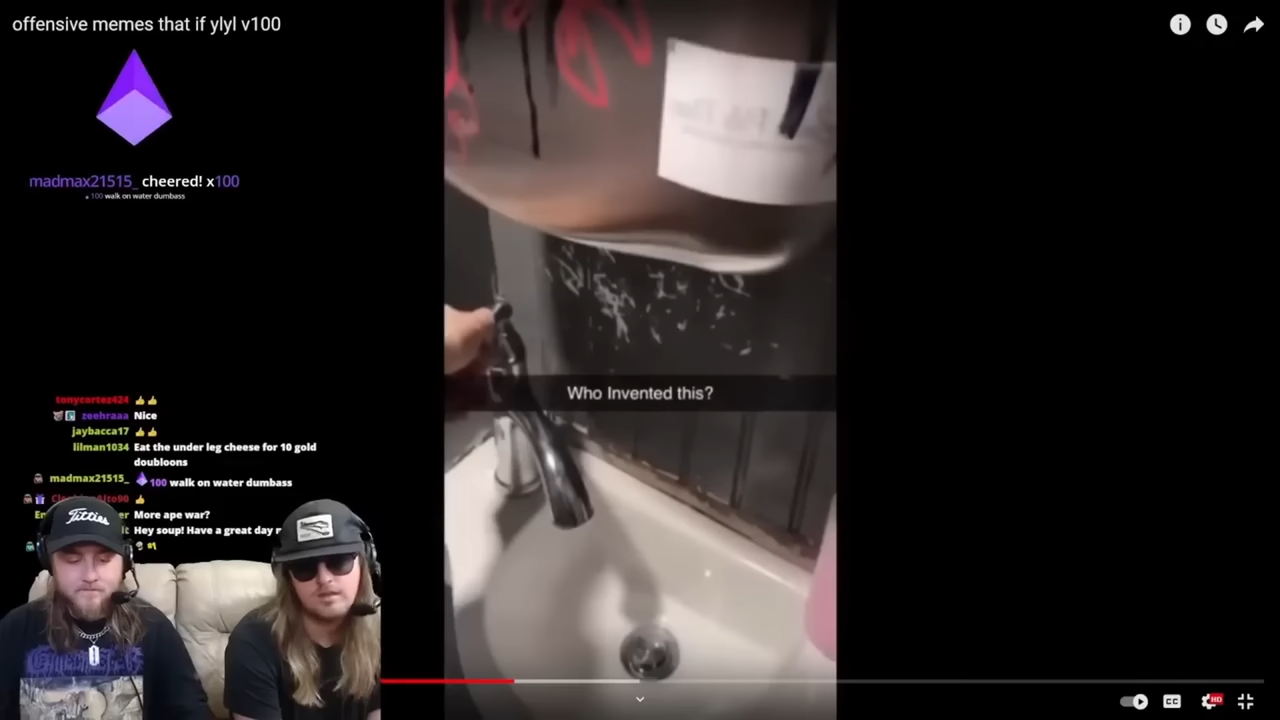 offensive memes that if ylyl v100
madmax21515_ cheered! x100
100 walk on water dumbass
tonycortez424
zeehraaa Nice
jaybacca17
lilman1034 Eat the under leg cheese for 10 gold
doubloons
madmax21515_ 100 walk on water dumbass
More ape war?
Hey soup! Have a great day
Titties
Who Invented this?
CC
HD